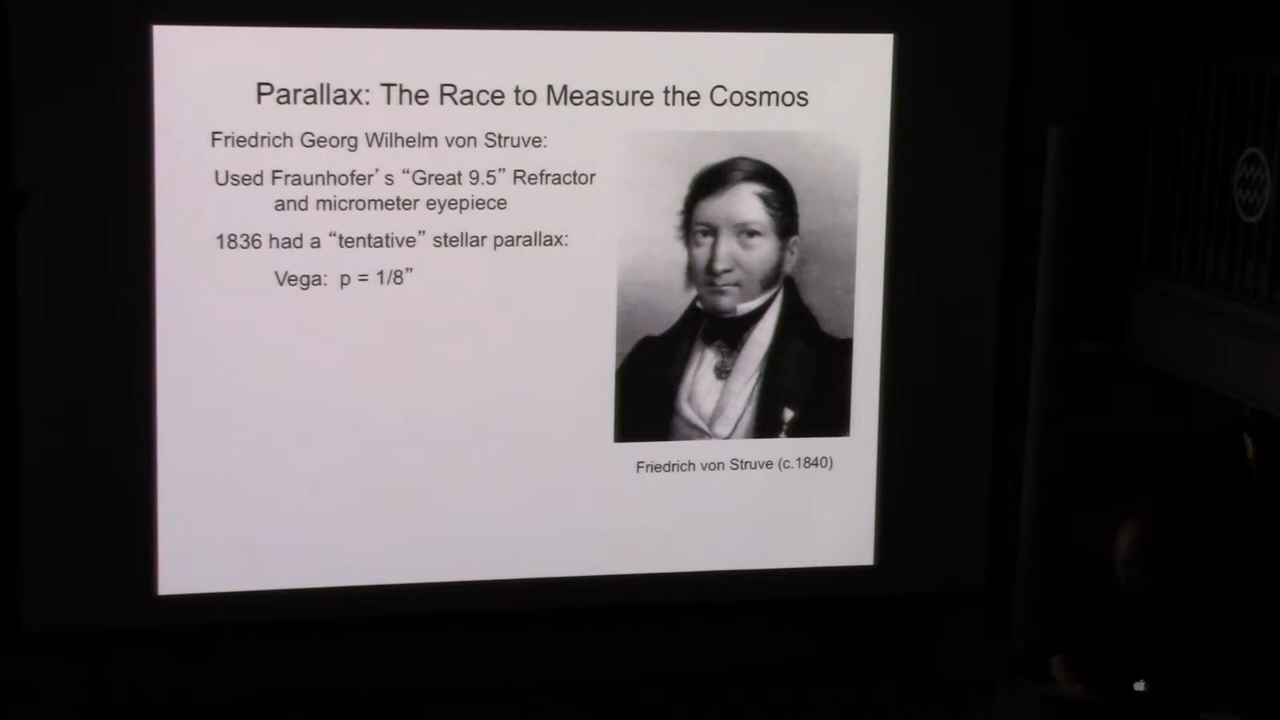 Parallax: The Race to Measure the Cosmos
Friedrich Georg Wilhelm von Struve:
Used Fraunhofer’s “Great 9.5” Refractor
and micrometer eyepiece
1836 had a “tentative” stellar parallax:
Vega: p = 1/8”
Friedrich von Struve (c.1840)